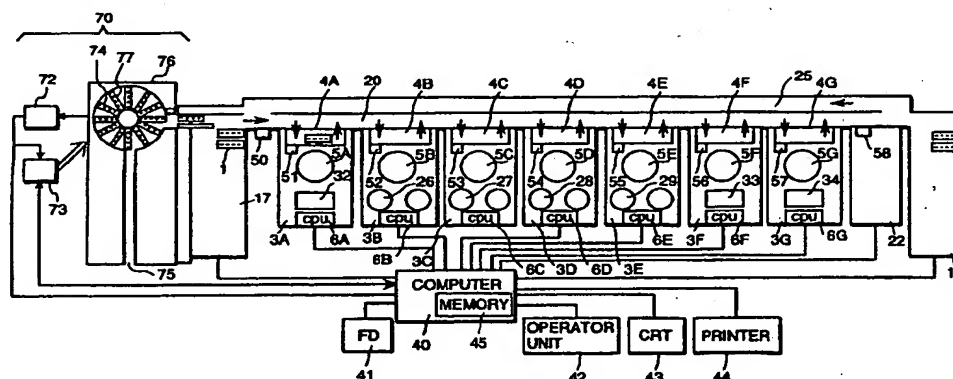 70
74 77 76
72
4A 20 4B 4C 4D 4E 4F 25 4G
50
58
1
51 5A 52 5B 53 5C 54 5D 55 5E 56 5F 57 5G
73
17
32 26 27 28 29 33 34
cpu cpu cpu cpu cpu cpu cpu
3A 6A 3B 6B 3C 6C 3D 6D 3E 6E 3F 6F 3G 6G
22
1
75
COMPUTER
MEMORY
FD
40 45
OPERATOR UNIT
CRT
PRINTER
41 42 43 44